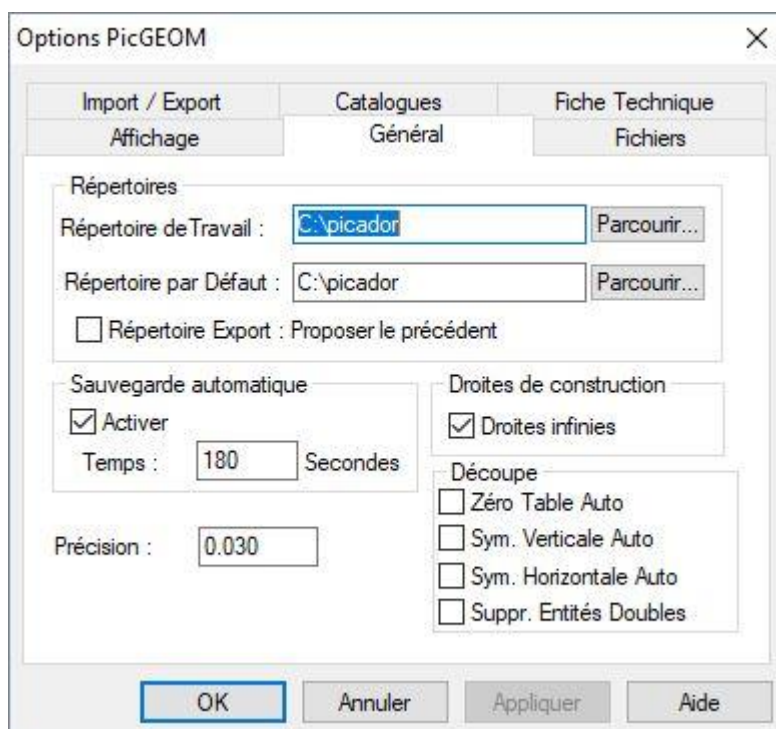 Options PicGEOM
Import / Export Catalogues Fiche Technique
Affichage Général Fichiers
Répertoires
Répertoire de Travail : C:\picador Parcourir...
Répertoire par Défaut : C:\picador Parcourir...
Répertoire Export : Proposer le précédent
Sauvegarde automatique
Activer
Temps : 180 Secondes
Précision : 0.030
Droites de construction
Droites infinies
Découpe
Zéro Table Auto
Sym. Verticale Auto
Sym. Horizontale Auto
Suppr. Entités Doubles
OK Annuler Appliquer Aide